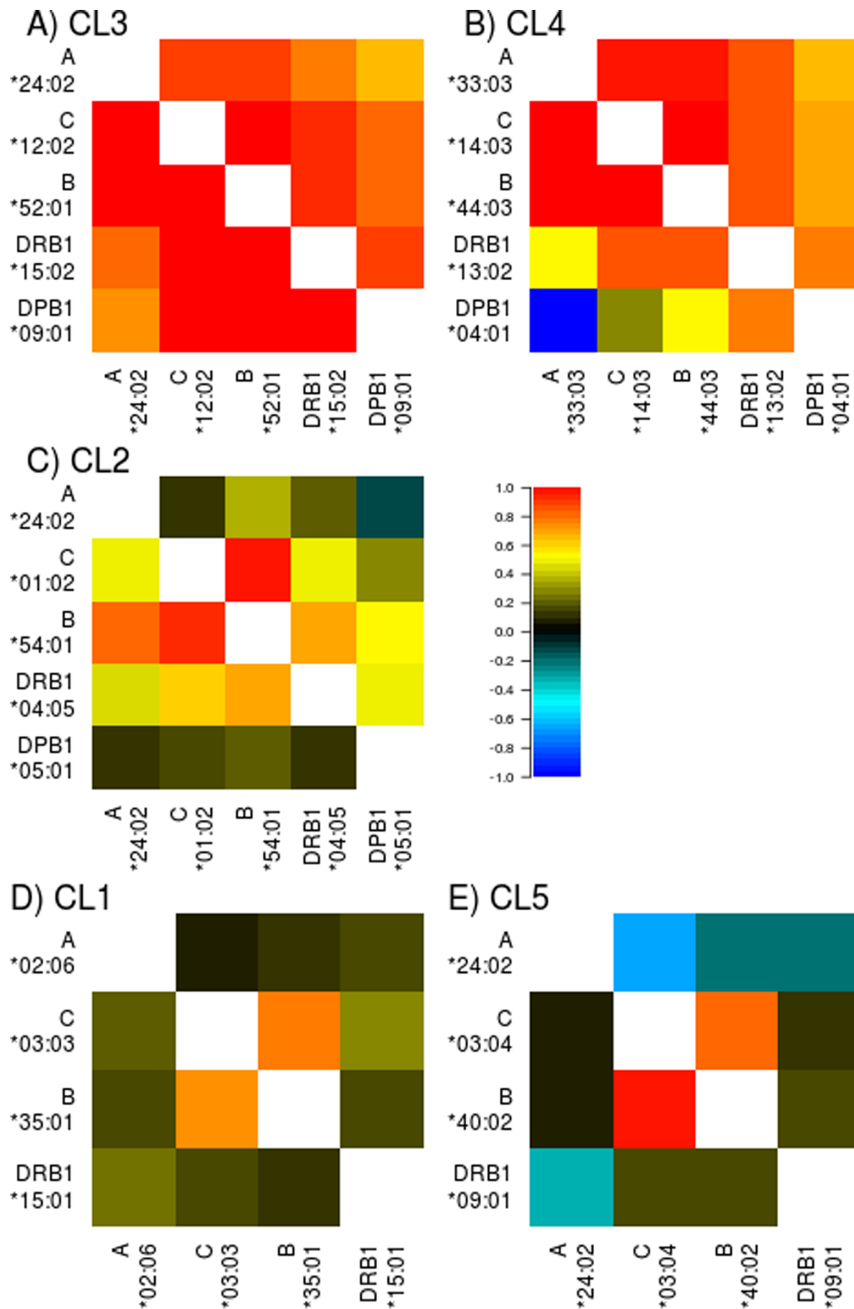 A) CL3
A
*24:02
C
*12:02
B
*52:01
DRB1
*15:02
DPB1
*09:01
A
*24:02
C
*12:02
B
*52:01
DRB1
*15:02
DPB1
*09:01
B) CL4
A
*33:03
C
*14:03
B
*44:03
DRB1
*13:02
DPB1
*04:01
A
*33:03
C
*14:03
B
*44:03
DRB1
*13:02
DPB1
*04:01
C) CL2
A
*24:02
C
*01:02
B
*54:01
DRB1
*04:05
DPB1
*05:01
A
*24:02
C
*01:02
B
*54:01
DRB1
*04:05
DPB1
*05:01
1.0
0.8
0.6
0.4
0.2
0.0
-0.2
-0.4
-0.6
-0.8
-1.0
D) CL1
A
*02:06
C
*03:03
B
*35:01
DRB1
*15:01
A
*02:06
C
*03:03
B
*35:01
DRB1
*15:01
E) CL5
A
*24:02
C
*03:04
B
*40:02
DRB1
*09:01
A
*24:02
C
*03:04
B
*40:02
DRB1
*09:01